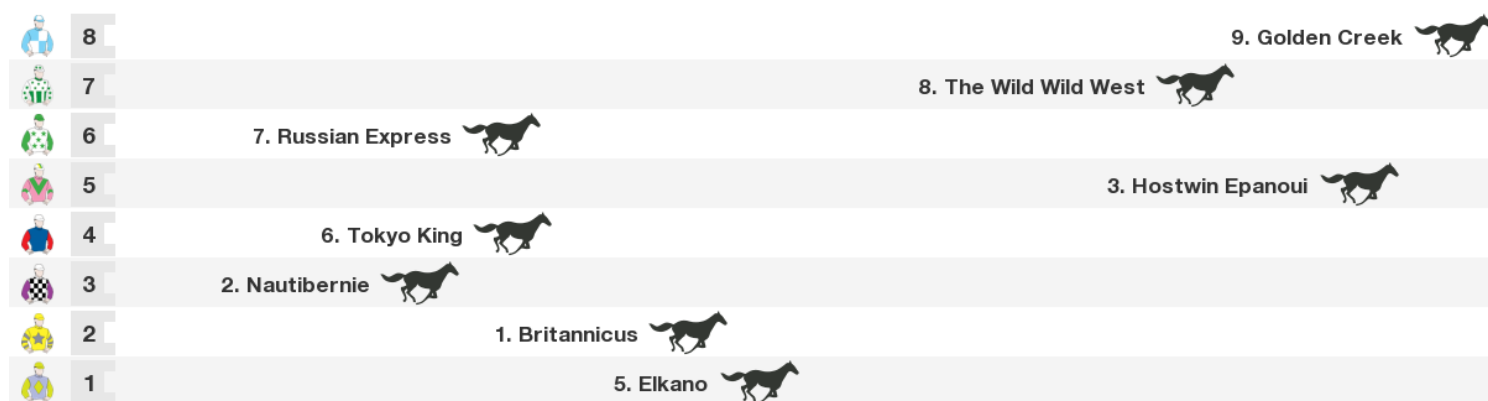 8 9. Golden Creek
7 8. The Wild Wild West
6 7. Russian Express
5 3. Hostwin Epanoui
4 6. Tokyo King
3 2. Nautibernie
2 1. Britannicus
1 5. Elkano